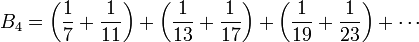 $B_4 = \left(\frac{1}{7} + \frac{1}{11}\right) + \left(\frac{1}{13} + \frac{1}{17}\right) + \left(\frac{1}{19} + \frac{1}{23}\right) + \cdots$